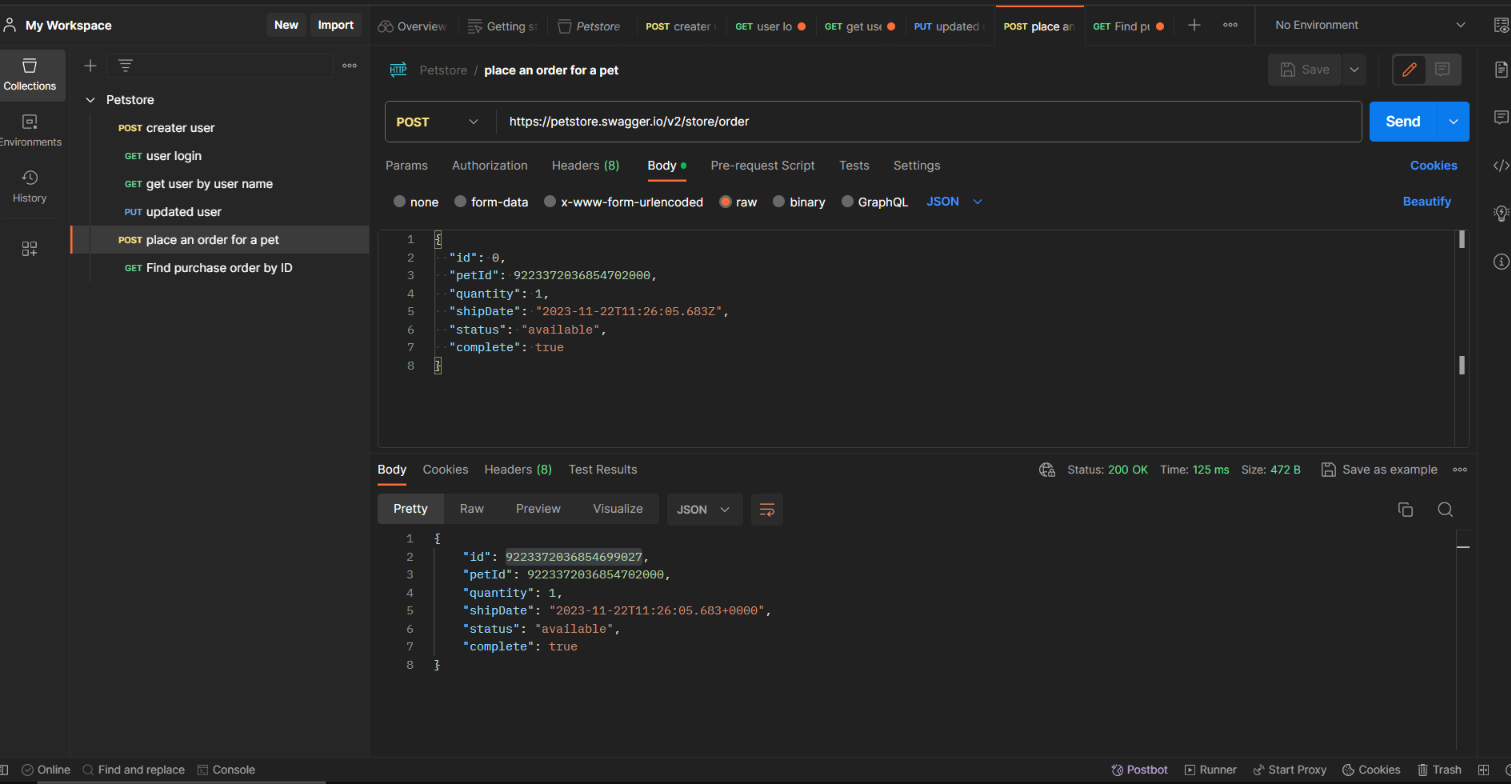 My Workspace New Import Overview Getting st Petstore POST creater GET user lo GET get use PUT updated POST place an GET Find pu No Environment
Collections
Environments
History
Petstore
POST creater user
GET user login
GET get user by user name
PUT updated user
POST place an order for a pet
GET Find purchase order by ID
HTTP Petstore / place an order for a pet Save
POST https://petstore.swagger.io/v2/store/order Send
Params Authorization Headers (8) Body Pre-request Script Tests Settings Cookies
none form-data x-www-form-urlencoded raw binary GraphQL JSON Beautify
1 {
2 "id": 0,
3 "petId": 9223372036854702000,
4 "quantity": 1,
5 "shipDate": "2023-11-22T11:26:05.683Z",
6 "status": "available",
7 "complete": true
8 }
Body Cookies Headers (8) Test Results Status: 200 OK Time: 125 ms Size: 472 B Save as example
Pretty Raw Preview Visualize JSON
1 {
2 "id": 9223372036854699027,
3 "petId": 9223372036854702000,
4 "quantity": 1,
5 "shipDate": "2023-11-22T11:26:05.683+0000",
6 "status": "available",
7 "complete": true
8 }
Online Find and replace Console Postbot Runner Start Proxy Cookies Trash